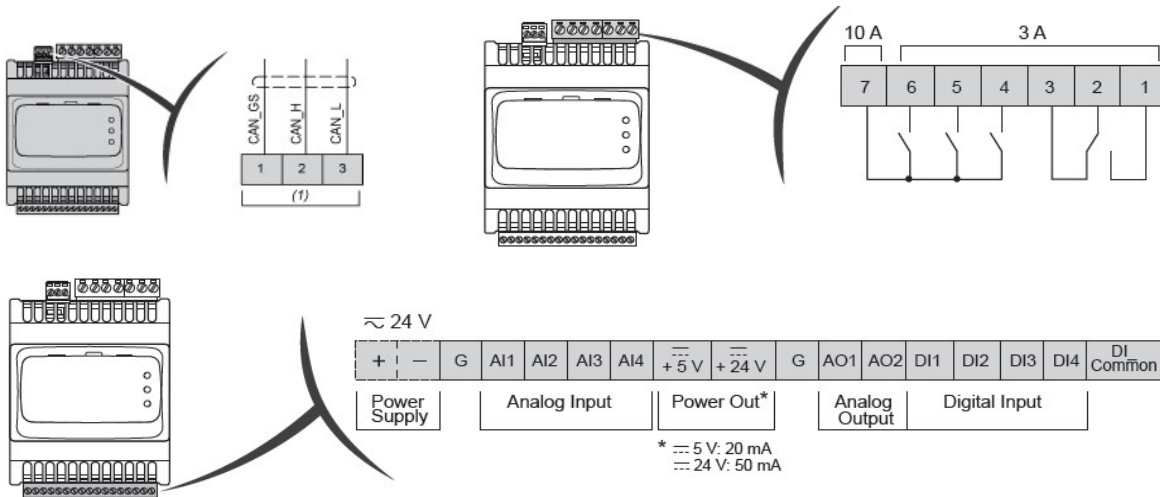 CAN_GS
CAN_H
CAN_L
1 2 3
(1)
10 A 3 A
7 6 5 4 3 2 1
⏦ 24 V
+ − G AI1 AI2 AI3 AI4 ⎓ + 5 V ⎓ + 24 V G AO1 AO2 DI1 DI2 DI3 DI4 DI_
Common
Power Analog Input Power Out* Analog Digital Input
Supply Output
* ⎓ 5 V: 20 mA
⎓ 24 V: 50 mA